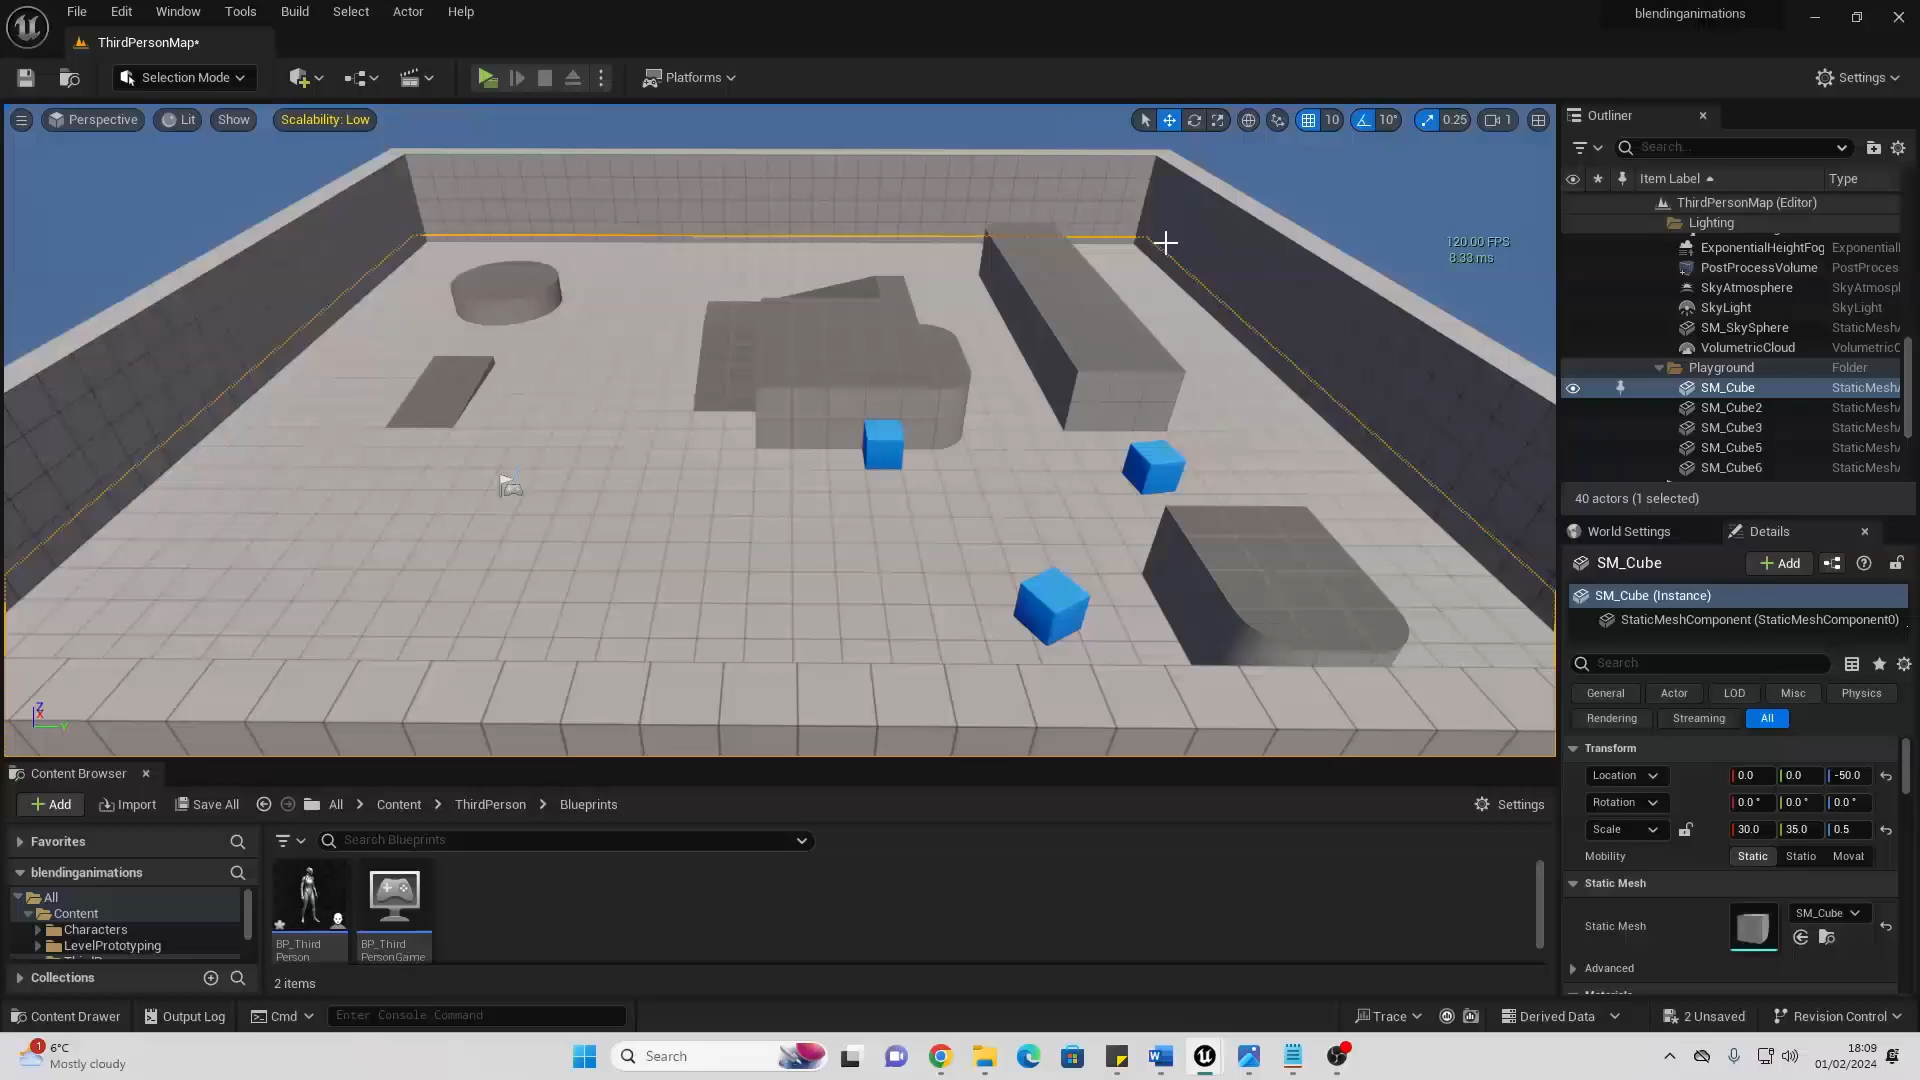 File Edit Window Tools Build Select Actor Help
blendinganimations
ThirdPersonMap*
Selection Mode
Platforms
Settings
Perspective Lit Show Scalability: Low
10 10° 0.25 1
120.00 FPS
8.33 ms
Outliner
Search...
Item Label Type
ThirdPersonMap (Editor)
Lighting
ExponentialHeightFog Exponential
PostProcessVolume PostProces
SkyAtmosphere SkyAtmosp
SkyLight SkyLight
SM_SkySphere StaticMesh
VolumetricCloud VolumetricC
Playground Folder
SM_Cube StaticMesh
SM_Cube2 StaticMesh
SM_Cube3 StaticMesh
SM_Cube5 StaticMesh
SM_Cube6 StaticMesh
40 actors (1 selected)
World Settings Details
SM_Cube Add
SM_Cube (Instance)
StaticMeshComponent (StaticMeshComponent0)
Search
General Actor LOD Misc Physics
Rendering Streaming All
Transform
Location 0.0 0.0 -50.0
Rotation 0.0 ° 0.0 ° 0.0 °
Scale 30.0 35.0 0.5
Mobility Static Statio Moval
Static Mesh
Static Mesh SM_Cube
Advanced
Z
X
Y
Content Browser
Add Import Save All All Content ThirdPerson Blueprints Settings
Favorites
Search Blueprints
blendinganimations
All
Content
Characters
LevelPrototyping
Collections
BP_Third
Person
BP_Third
PersonGame
2 items
Content Drawer Output Log Cmd Enter Console Command Trace Derived Data 2 Unsaved Revision Control
1
6°C
Mostly cloudy
Search
18:09
01/02/2024